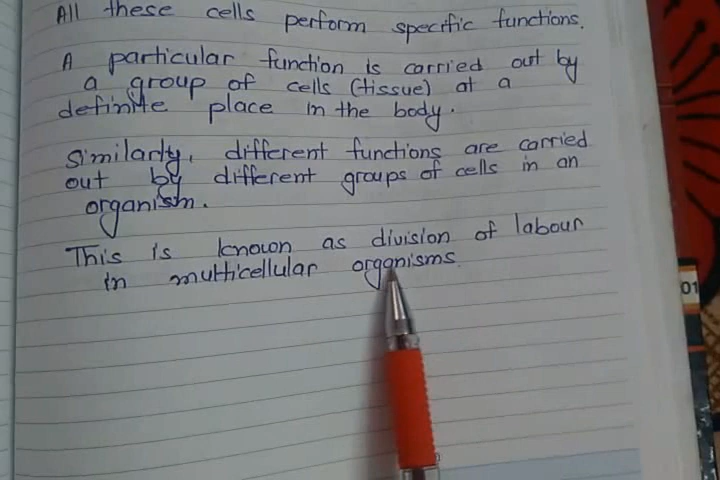 All these cells perform specific functions.
A particular function is carried out by
a group of cells (tissue) at a
definite place in the body.
Similarly, different functions are carried
out by different groups of cells in an
organism.
This is known as division of labour
in multicellular organisms.
01